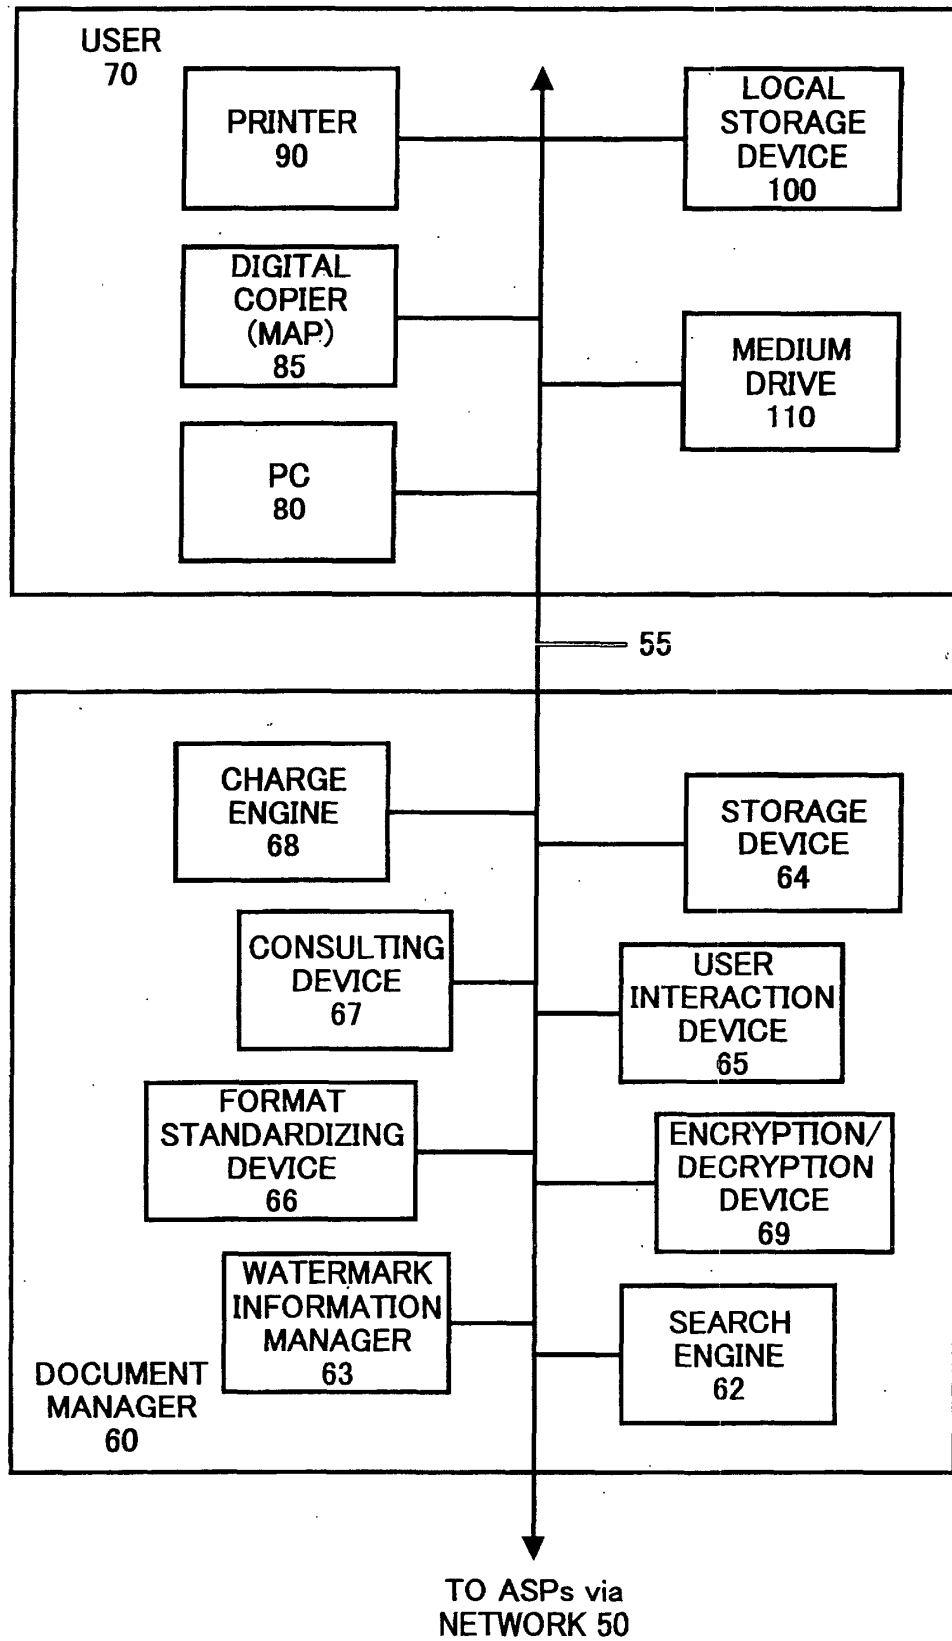 USER
70
PRINTER
90
LOCAL
STORAGE
DEVICE
100
DIGITAL
COPIER
(MAP)
85
MEDIUM
DRIVE
110
PC
80
55
CHARGE
ENGINE
68
STORAGE
DEVICE
64
CONSULTING
DEVICE
67
USER
INTERACTION
DEVICE
65
FORMAT
STANDARDIZING
DEVICE
66
ENCRYPTION/
DECRYPTION
DEVICE
69
WATERMARK
INFORMATION
MANAGER
63
SEARCH
ENGINE
62
DOCUMENT
MANAGER
60
TO ASPs via
NETWORK 50